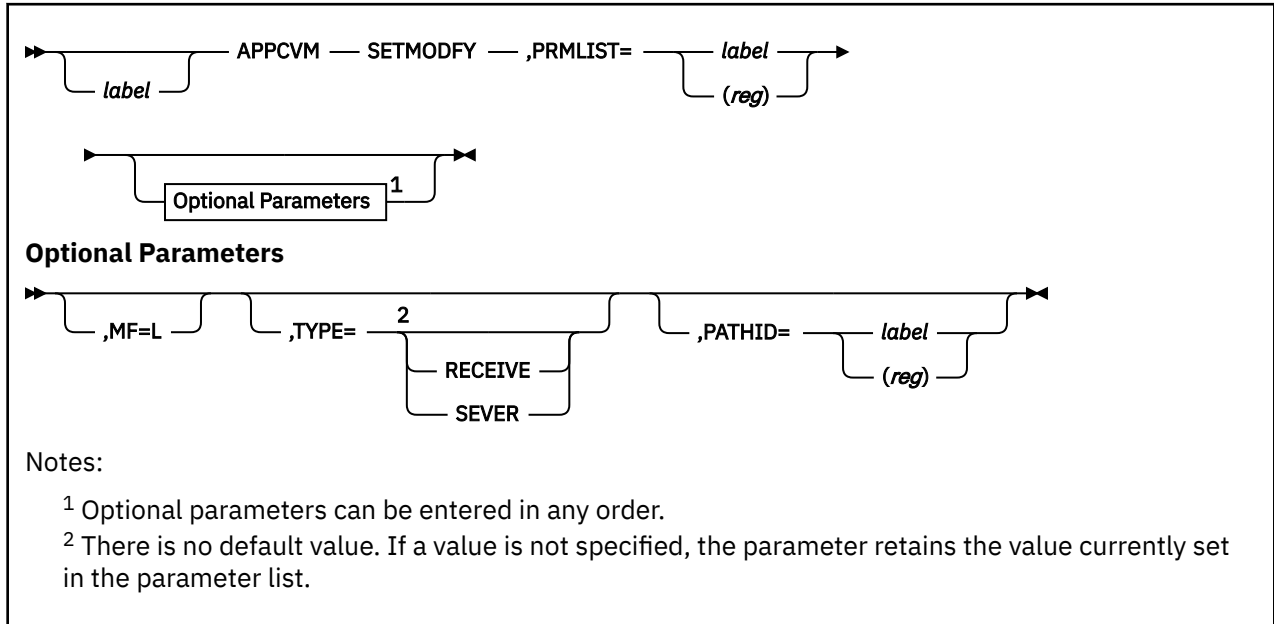 APPCVM SETMODFY ,PRMLIST= label
label (reg)
Optional Parameters 1
Optional Parameters
,MF=L ,TYPE= 2 ,PATHID= label
RECEIVE (reg)
SEVER
Notes:
1 Optional parameters can be entered in any order.
2 There is no default value. If a value is not specified, the parameter retains the value currently set
in the parameter list.